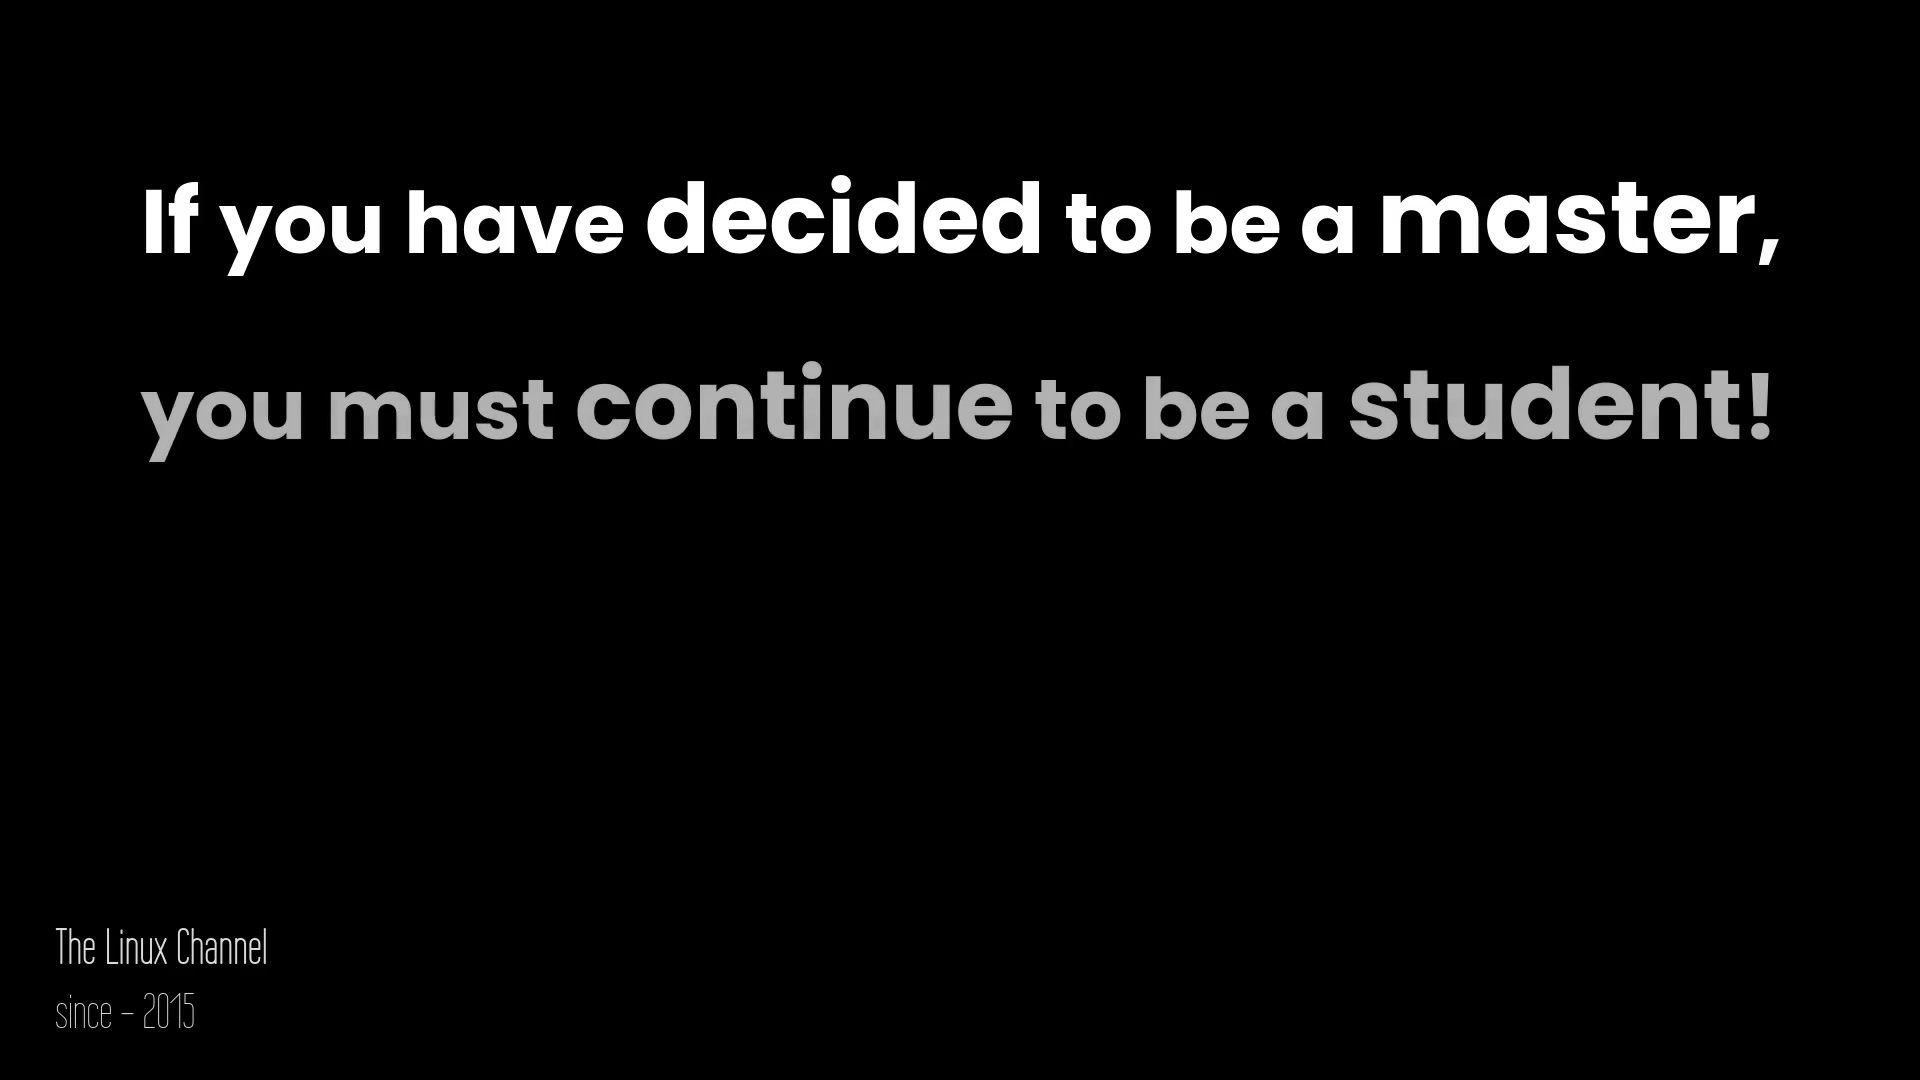 If you have decided to be a master,
you must continue to be a student!
The Linux Channel
since – 2015